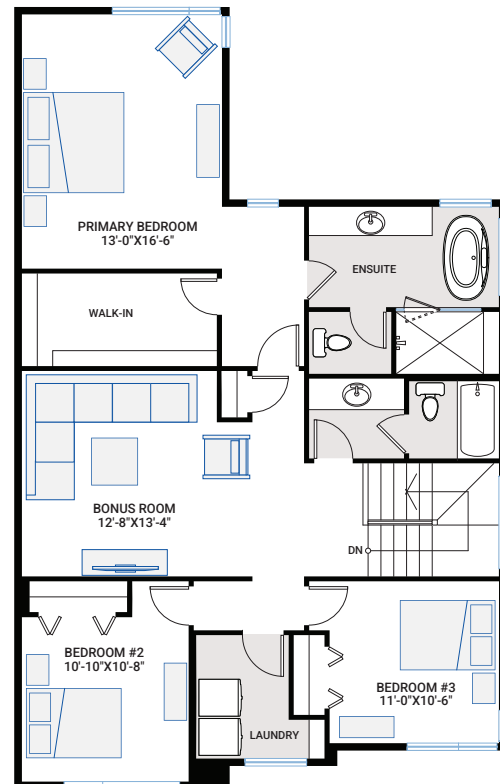 PRIMARY BEDROOM
13'-0"X16'-6"
ENSUITE
WALK-IN
BONUS ROOM
12'-8"X13'-4"
DN
BEDROOM #2
10'-10"X10'-8"
BEDROOM #3
11'-0"X10'-6"
LAUNDRY